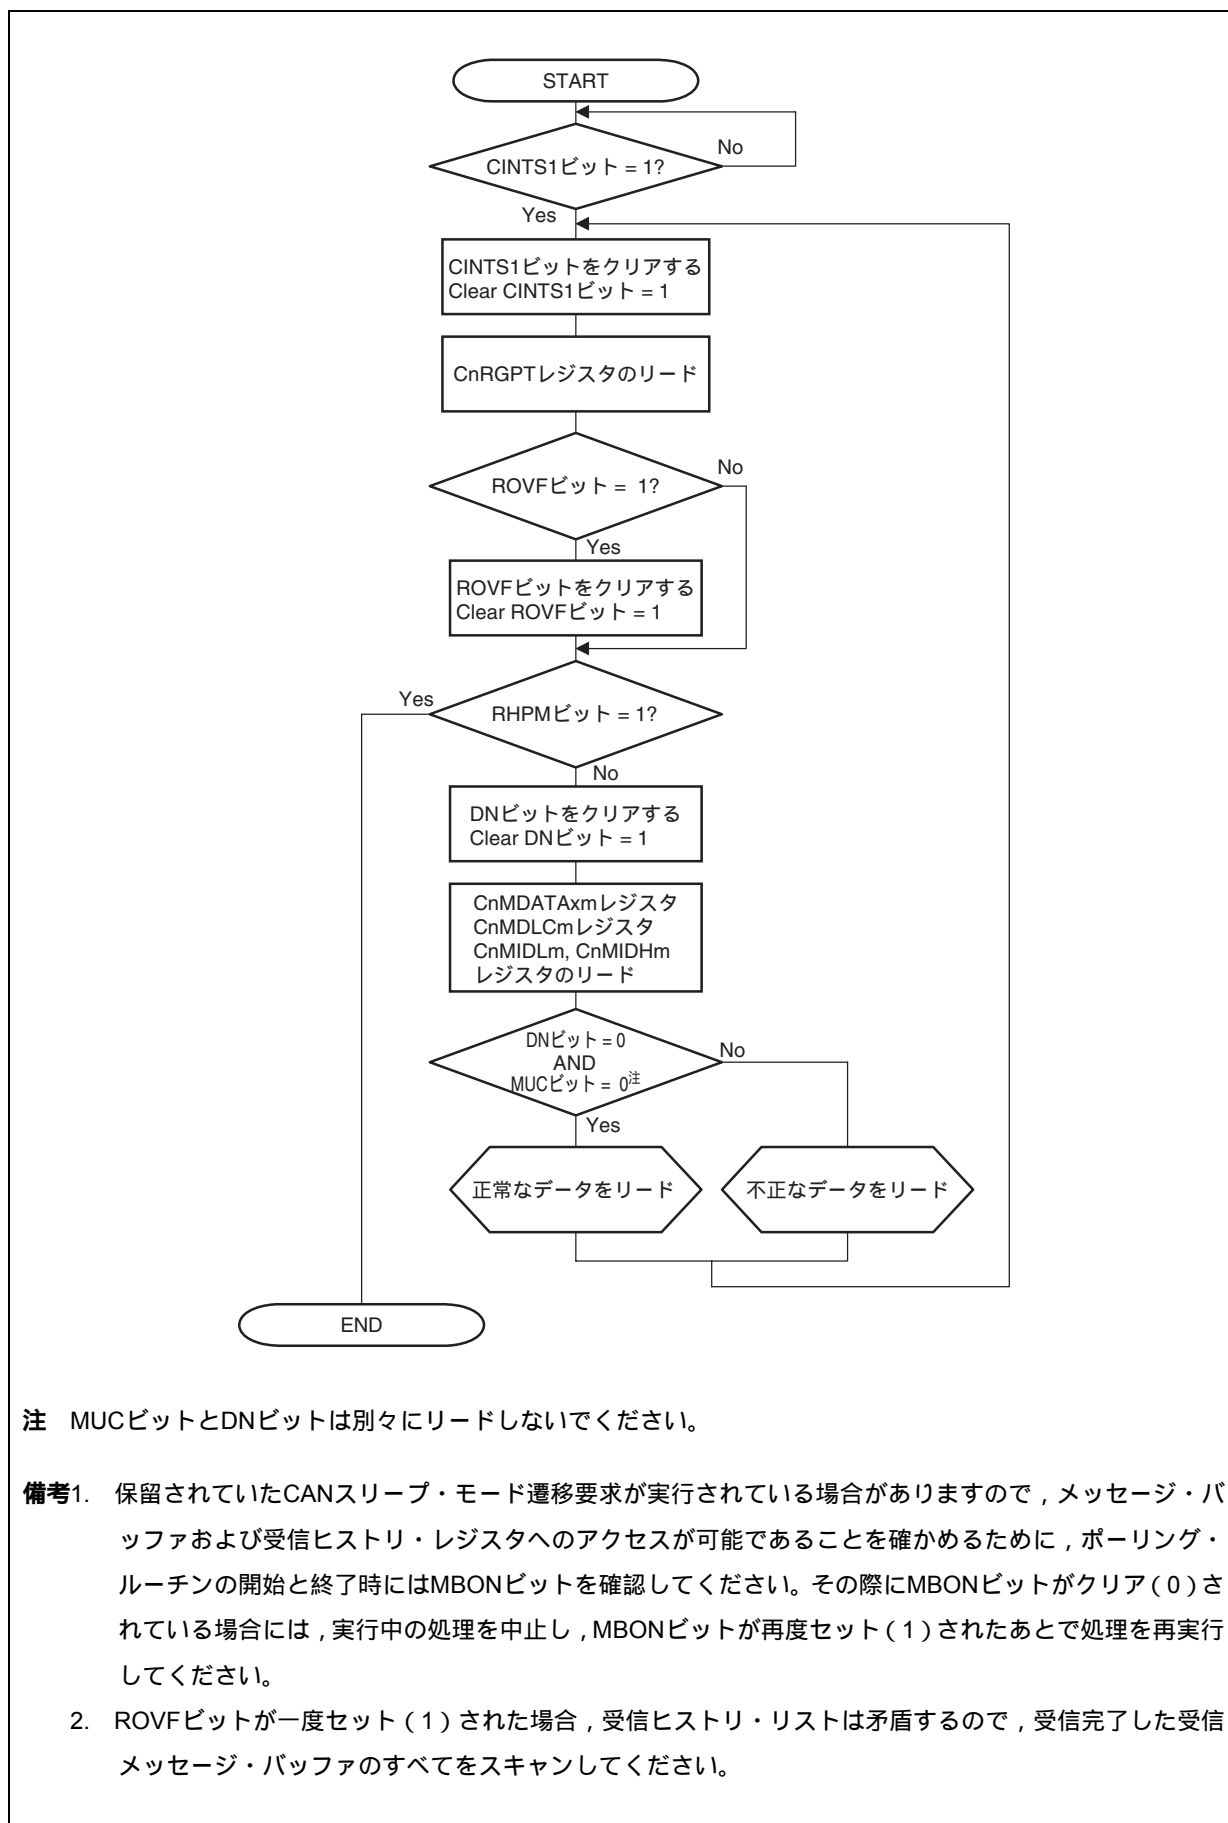 START
CINTS1ビット = 1?
No
Yes
CINTS1ビットをクリアする
Clear CINTS1ビット = 1
CnRGPTレジスタのリード
ROVFビット = 1?
No
Yes
ROVFビットをクリアする
Clear ROVFビット = 1
RHPMビット = 1?
Yes
No
DNビットをクリアする
Clear DNビット = 1
CnMDATAxmレジスタ
CnMDLCmレジスタ
CnMIDLm, CnMIDHm
レジスタのリード
DNビット = 0
AND
MUCビット = 0注
No
Yes
正常なデータをリード
不正なデータをリード
END
注 MUCビットとDNビットは別々にリードしないでください。
備考1. 保留されていたCANスリープ・モード遷移要求が実行されている場合がありますので，メッセージ・バ
ッファおよび受信ヒストリ・レジスタへのアクセスが可能であることを確かめるために，ポーリング・
ルーチンの開始と終了時にはMBONビットを確認してください。その際にMBONビットがクリア（0）さ
れている場合には，実行中の処理を中止し，MBONビットが再度セット（1）されたあとで処理を再実行
してください。
2. ROVFビットが一度セット（1）された場合，受信ヒストリ・リストは矛盾するので，受信完了した受信
メッセージ・バッファのすべてをスキャンしてください。